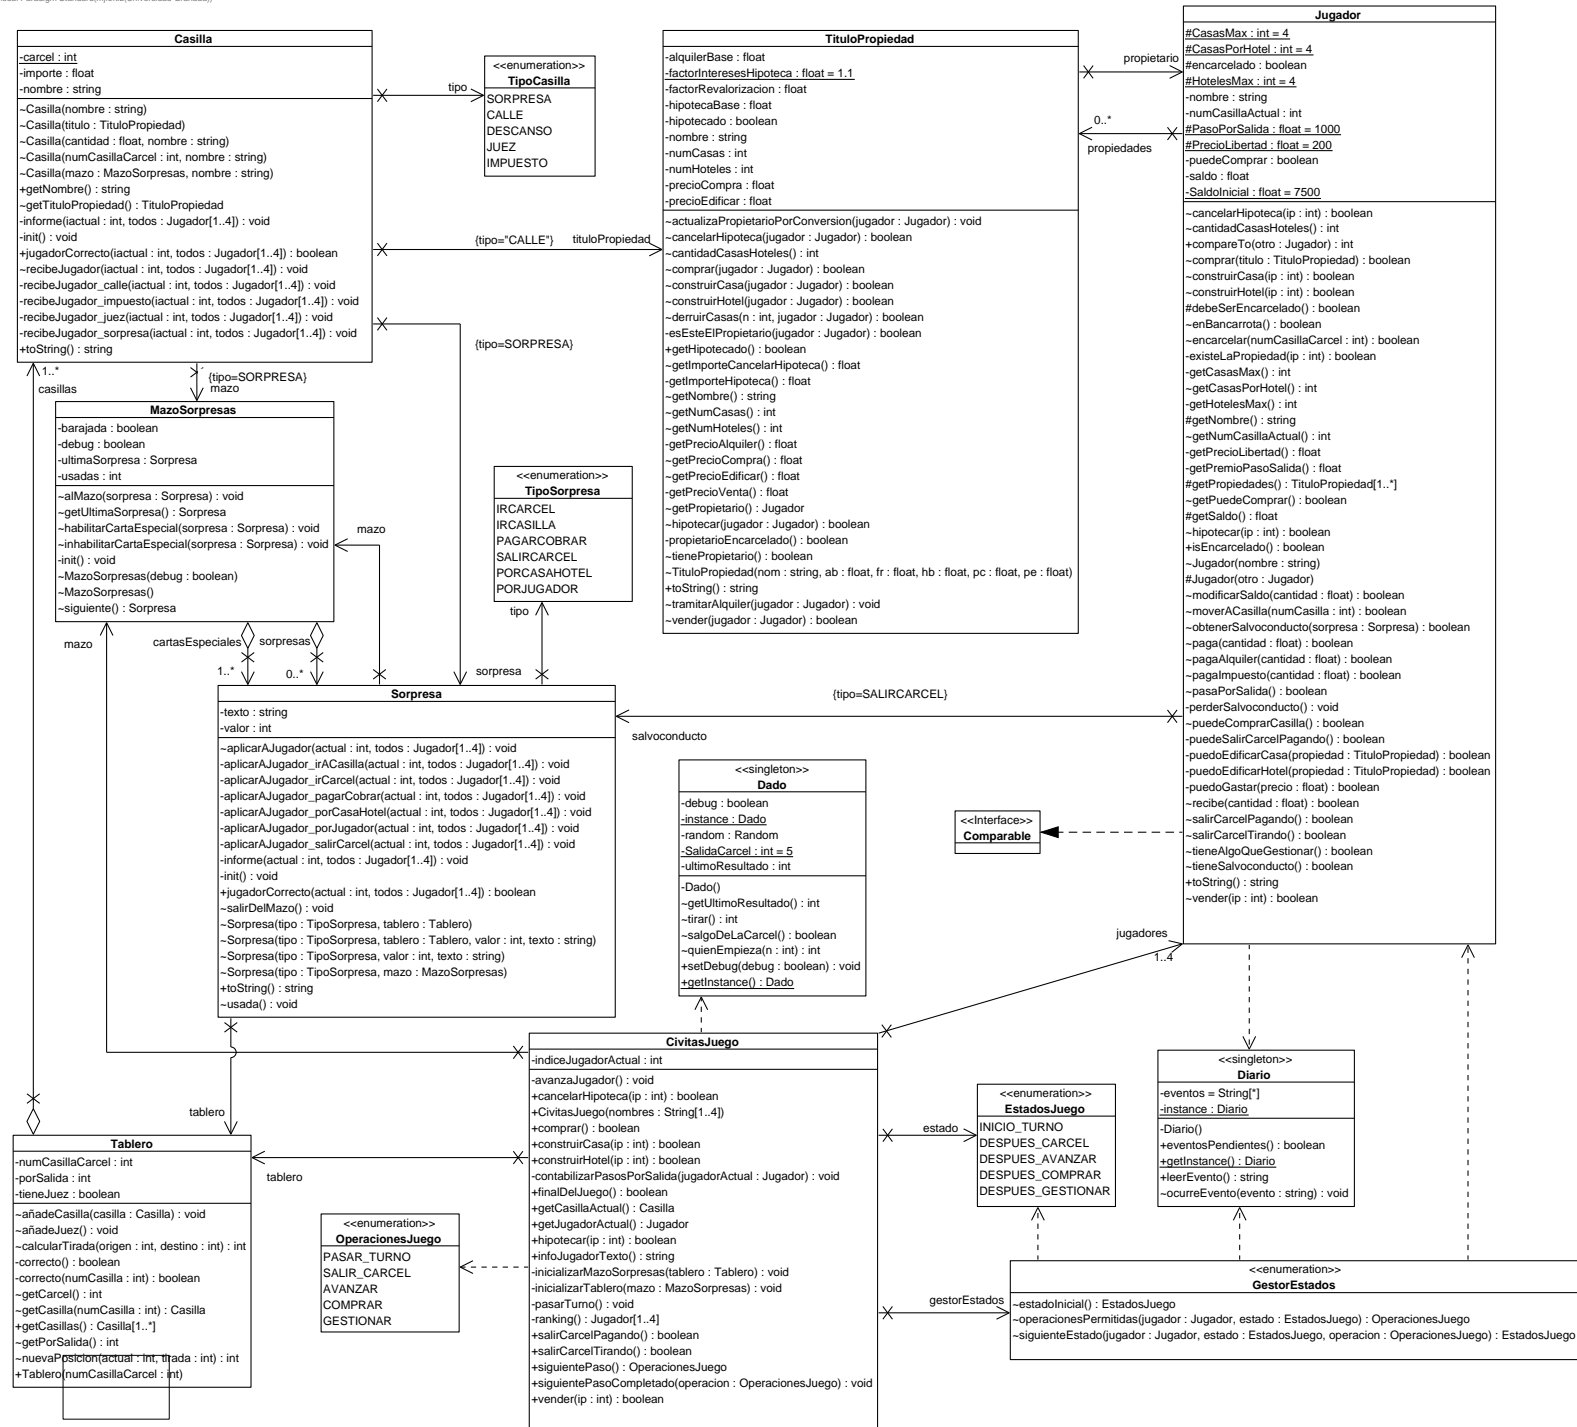 Casilla
-carcel : int
-importe : float
-nombre : string
~Casilla(nombre : string)
~Casilla(titulo : TituloPropiedad)
~Casilla(cantidad : float, nombre : string)
~Casilla(numCasillaCarcel : int, nombre : string)
~Casilla(mazo : MazoSorpresas, nombre : string)
+getNombre() : string
~getTituloPropiedad() : TituloPropiedad
-informe(iactual : int, todos : Jugador[1..4]) : void
-init() : void
+jugadorCorrecto(iactual : int, todos : Jugador[1..4]) : boolean
~recibeJugador(iactual : int, todos : Jugador[1..4]) : void
-recibeJugador_calle(iactual : int, todos : Jugador[1..4]) : void
-recibeJugador_impuesto(iactual : int, todos : Jugador[1..4]) : void
-recibeJugador_juez(iactual : int, todos : Jugador[1..4]) : void
-recibeJugador_sorpresa(iactual : int, todos : Jugador[1..4]) : void
+toString() : string
tipo
<<enumeration>>
TipoCasilla
SORPRESA
CALLE
DESCANSO
JUEZ
IMPUESTO
{tipo="CALLE"}
tituloPropiedad
{tipo=SORPRESA}
TituloPropiedad
-alquilerBase : float
-factorInteresesHipoteca : float = 1.1
-factorRevalorizacion : float
-hipotecaBase : float
-hipotecado : boolean
-nombre : string
-numCasas : int
-numHoteles : int
-precioCompra : float
-precioEdificar : float
~actualizaPropietarioPorConversion(jugador : Jugador) : void
~cancelarHipoteca(jugador : Jugador) : boolean
~cantidadCasasHoteles() : int
~comprar(jugador : Jugador) : boolean
~construirCasa(jugador : Jugador) : boolean
~construirHotel(jugador : Jugador) : boolean
~derruirCasas(n : int, jugador : Jugador) : boolean
-esEsteElPropietario(jugador : Jugador) : boolean
+getHipotecado() : boolean
~getImporteCancelarHipoteca() : float
-getImporteHipoteca() : float
~getNombre() : string
~getNumCasas() : int
~getNumHoteles() : int
-getPrecioAlquiler() : float
~getPrecioCompra() : float
~getPrecioEdificar() : float
-getPrecioVenta() : float
~getPropietario() : Jugador
~hipotecar(jugador : Jugador) : boolean
-propietarioEncarcelado() : boolean
~tienePropietario() : boolean
~TituloPropiedad(nom : string, ab : float, fr : float, hb : float, pc : float, pe : float)
+toString() : string
~tramitarAlquiler(jugador : Jugador) : void
~vender(jugador : Jugador) : boolean
propietario
0..*
propiedades
Jugador
#CasasMax : int = 4
#CasasPorHotel : int = 4
#encarcelado : boolean
#HotelesMax : int = 4
-nombre : string
-numCasillaActual : int
#PasoPorSalida : float = 1000
#PrecioLibertad : float = 200
-puedeComprar : boolean
-saldo : float
-SaldoInicial : float = 7500
~cancelarHipoteca(ip : int) : boolean
~cantidadCasasHoteles() : int
+compareTo(otro : Jugador) : int
~comprar(titulo : TituloPropiedad) : boolean
~construirCasa(ip : int) : boolean
~construirHotel(ip : int) : boolean
#debeSerEncarcelado() : boolean
~enBancarrota() : boolean
~encarcelar(numCasillaCarcel : int) : boolean
-existeLaPropiedad(ip : int) : boolean
-getCasasMax() : int
~getCasasPorHotel() : int
-getHotelesMax() : int
#getNombre() : string
~getNumCasillaActual() : int
-getPrecioLibertad() : float
-getPremioPasoSalida() : float
#getPropiedades() : TituloPropiedad[1..*]
~getPuedeComprar() : boolean
#getSaldo() : float
~hipotecar(ip : int) : boolean
+isEncarcelado() : boolean
~Jugador(nombre : string)
#Jugador(otro : Jugador)
~modificarSaldo(cantidad : float) : boolean
~moverACasilla(numCasilla : int) : boolean
~obtenerSalvoconducto(sorpresa : Sorpresa) : boolean
~paga(cantidad : float) : boolean
~pagaAlquiler(cantidad : float) : boolean
~pagaImpuesto(cantidad : float) : boolean
~pasaPorSalida() : boolean
-perderSalvoconducto() : void
~puedeComprarCasilla() : boolean
-puedeSalirCarcelPagando() : boolean
-puedoEdificarCasa(propiedad : TituloPropiedad) : boolean
-puedoEdificarHotel(propiedad : TituloPropiedad) : boolean
-puedoGastar(precio : float) : boolean
~recibe(cantidad : float) : boolean
~salirCarcelPagando() : boolean
~salirCarcelTirando() : boolean
~tieneAlgoQueGestionar() : boolean
~tieneSalvoconducto() : boolean
+toString() : string
~vender(ip : int) : boolean
1..*
casillas
{tipo=SORPRESA}
mazo
MazoSorpresas
-barajada : boolean
-debug : boolean
-ultimaSorpresa : Sorpresa
-usadas : int
~alMazo(sorpresa : Sorpresa) : void
~getUltimaSorpresa() : Sorpresa
~habilitarCartaEspecial(sorpresa : Sorpresa) : void
~inhabilitarCartaEspecial(sorpresa : Sorpresa) : void
-init() : void
~MazoSorpresas(debug : boolean)
~MazoSorpresas()
~siguiente() : Sorpresa
mazo
mazo
cartasEspeciales
sorpresas
1..*
0..*
<<enumeration>>
TipoSorpresa
IRCARCEL
IRCASILLA
PAGARCOBRAR
SALIRCARCEL
PORCASAHOTEL
PORJUGADOR
tipo
sorpresa
Sorpresa
-texto : string
-valor : int
~aplicarAJugador(actual : int, todos : Jugador[1..4]) : void
-aplicarAJugador_irACasilla(actual : int, todos : Jugador[1..4]) : void
-aplicarAJugador_irCarcel(actual : int, todos : Jugador[1..4]) : void
-aplicarAJugador_pagarCobrar(actual : int, todos : Jugador[1..4]) : void
-aplicarAJugador_porCasaHotel(actual : int, todos : Jugador[1..4]) : void
-aplicarAJugador_porJugador(actual : int, todos : Jugador[1..4]) : void
-aplicarAJugador_salirCarcel(actual : int, todos : Jugador[1..4]) : void
-informe(actual : int, todos : Jugador[1..4]) : void
-init() : void
+jugadorCorrecto(actual : int, todos : Jugador[1..4]) : boolean
~salirDelMazo() : void
~Sorpresa(tipo : TipoSorpresa, tablero : Tablero)
~Sorpresa(tipo : TipoSorpresa, tablero : Tablero, valor : int, texto : string)
~Sorpresa(tipo : TipoSorpresa, valor : int, texto : string)
~Sorpresa(tipo : TipoSorpresa, mazo : MazoSorpresas)
+toString() : string
~usada() : void
{tipo=SALIRCARCEL}
salvoconducto
<<singleton>>
Dado
-debug : boolean
-instance : Dado
-random : Random
-SalidaCarcel : int = 5
-ultimoResultado : int
-Dado()
~getUltimoResultado() : int
~tirar() : int
~salgoDeLaCarcel() : boolean
~quienEmpieza(n : int) : int
+setDebug(debug : boolean) : void
+getInstance() : Dado
<<Interface>>
Comparable
jugadores
1..4
tablero
Tablero
-numCasillaCarcel : int
-porSalida : int
-tieneJuez : boolean
~añadeCasilla(casilla : Casilla) : void
~añadeJuez() : void
~calcularTirada(origen : int, destino : int) : int
-correcto() : boolean
-correcto(numCasilla : int) : boolean
~getCarcel() : int
~getCasilla(numCasilla : int) : Casilla
+getCasillas() : Casilla[1..*]
~getPorSalida() : int
~nuevaPosicion(actual : int, tirada : int) : int
+Tablero(numCasillaCarcel : int)
tablero
<<enumeration>>
OperacionesJuego
PASAR_TURNO
SALIR_CARCEL
AVANZAR
COMPRAR
GESTIONAR
CivitasJuego
-indiceJugadorActual : int
-avanzaJugador() : void
+cancelarHipoteca(ip : int) : boolean
+CivitasJuego(nombres : String[1..4])
+comprar() : boolean
+construirCasa(ip : int) : boolean
+construirHotel(ip : int) : boolean
-contabilizarPasosPorSalida(jugadorActual : Jugador) : void
+finalDelJuego() : boolean
+getCasillaActual() : Casilla
+getJugadorActual() : Jugador
+hipotecar(ip : int) : boolean
+infoJugadorTexto() : string
-inicializarMazoSorpresas(tablero : Tablero) : void
-inicializarTablero(mazo : MazoSorpresas) : void
-pasarTurno() : void
-ranking() : Jugador[1..4]
+salirCarcelPagando() : boolean
+salirCarcelTirando() : boolean
+siguientePaso() : OperacionesJuego
+siguientePasoCompletado(operacion : OperacionesJuego) : void
+vender(ip : int) : boolean
estado
<<enumeration>>
EstadosJuego
INICIO_TURNO
DESPUES_CARCEL
DESPUES_AVANZAR
DESPUES_COMPRAR
DESPUES_GESTIONAR
<<singleton>>
Diario
-eventos = String[*]
-instance : Diario
-Diario()
+eventosPendientes() : boolean
+getInstance() : Diario
+leerEvento() : string
~ocurreEvento(evento : string) : void
gestorEstados
<<enumeration>>
GestorEstados
~estadoInicial() : EstadosJuego
~operacionesPermitidas(jugador : Jugador, estado : EstadosJuego) : OperacionesJuego
~siguienteEstado(jugador : Jugador, estado : EstadosJuego, operacion : OperacionesJuego) : EstadosJuego